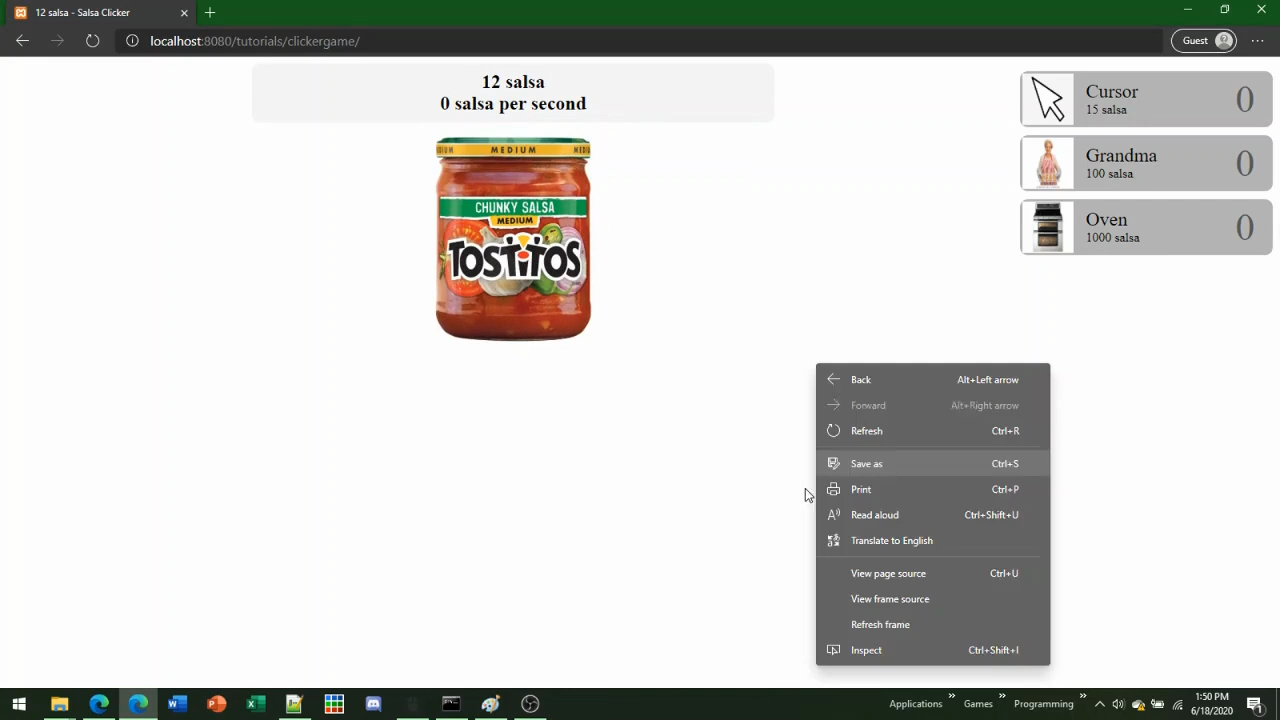 12 salsa - Salsa Clicker
localhost:8080/tutorials/clickergame/
Guest
12 salsa
0 salsa per second
MEDIUM
CHUNKY SALSA
MEDIUM
TOSTITOS
Cursor
15 salsa
0
Grandma
100 salsa
0
Oven
1000 salsa
0
Back Alt+Left arrow
Forward Alt+Right arrow
Refresh Ctrl+R
Save as Ctrl+S
Print Ctrl+P
Read aloud Ctrl+Shift+U
Translate to English
View page source Ctrl+U
View frame source
Refresh frame
Inspect Ctrl+Shift+I
Applications » Games » Programming »
1:50 PM
6/18/2020